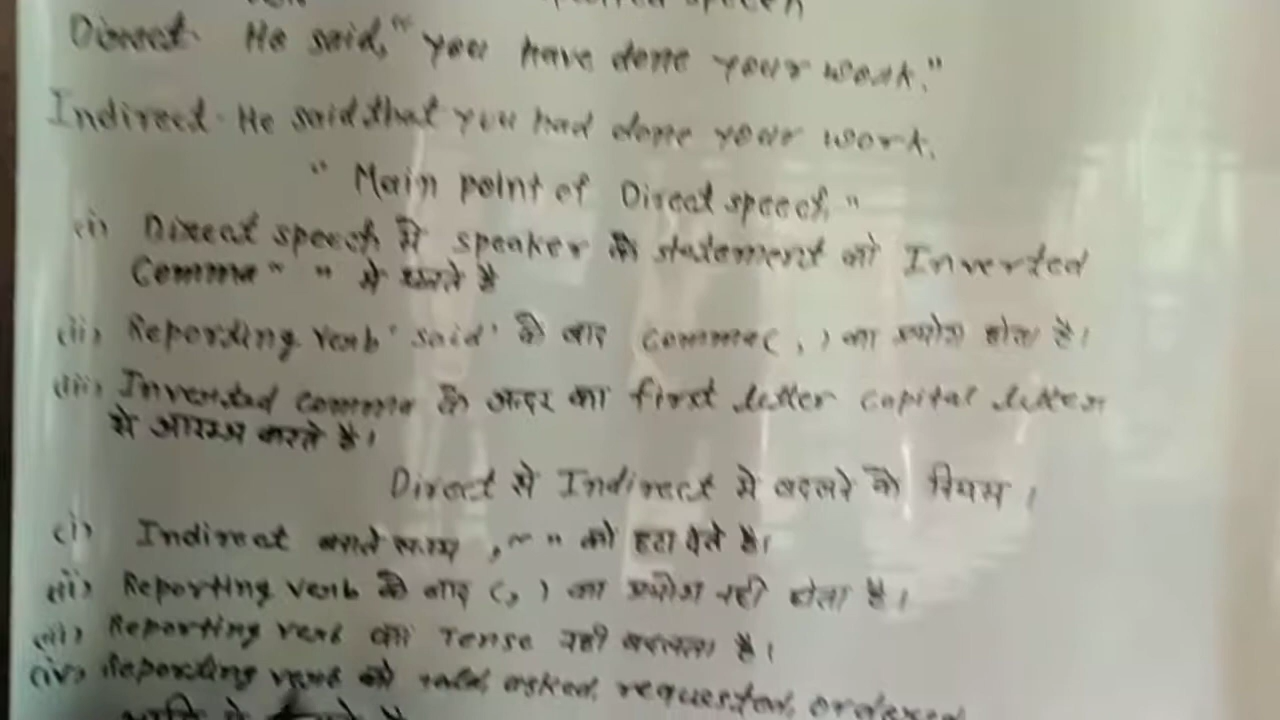 speech
Direct. He said, "you have done your work."
Indirect. He said that you had done your work.
"Main point of Direct speech"
(i) Direct speech में speaker के statement को Inverted
Comma " " में रखते है
(ii) Reporting verb 'said' के बाद comma( , ) का प्रयोग होता है।
(iii) Inverted comma के अन्दर का first letter capital letter
से आरम्भ करते है।
Direct से Indirect में बदलने के नियम।
(i) Indirect बनाते समय , " " को हटा देते है।
(ii) Reporting verb के बाद (, ) का प्रयोग नही होता है।
(iii) Reporting verb का Tense नही बदलता है।
(iv) Reporting verb को told, asked, requested, ordered